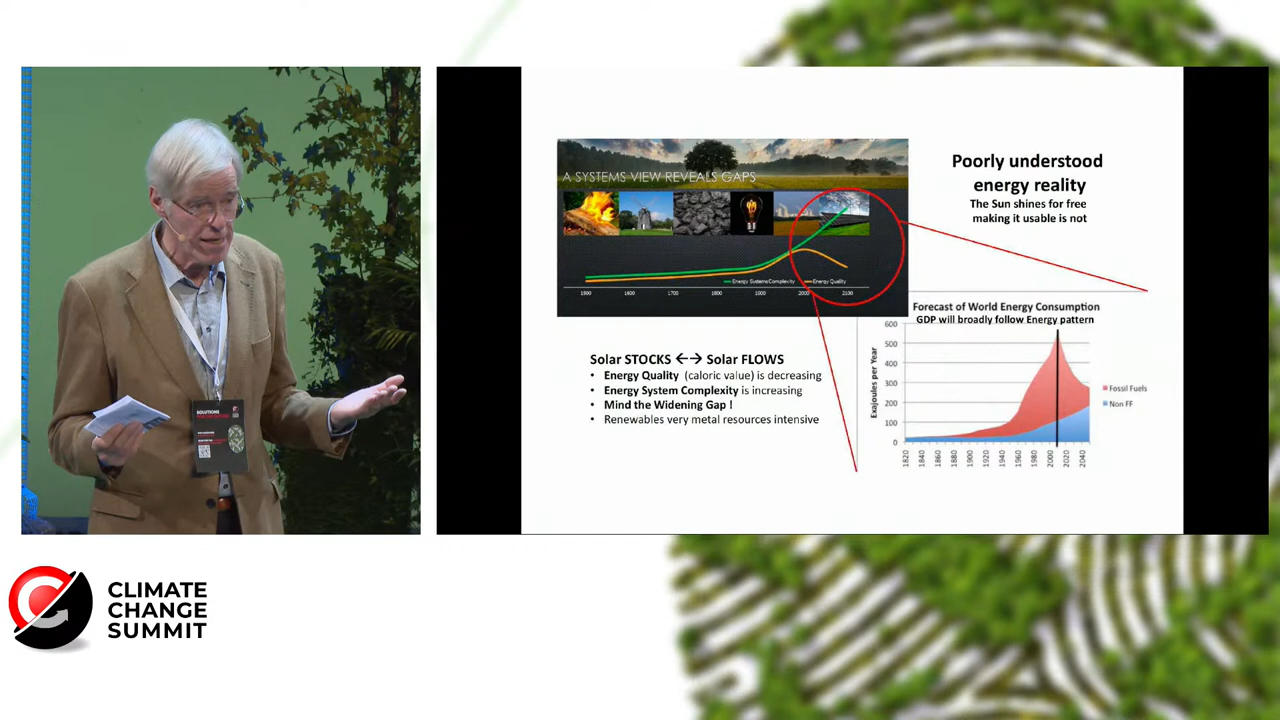 A SYSTEMS VIEW REVEALS GAPS
Energy SystemsComplexity
Energy Quality
1500 1600 1700 1800 1900 2000 2100
Poorly understood
energy reality
The Sun shines for free
making it usable is not
Solar STOCKS ←→ Solar FLOWS
• Energy Quality (caloric value) is decreasing
• Energy System Complexity is increasing
• Mind the Widening Gap !
• Renewables very metal resources intensive
Forecast of World Energy Consumption
GDP will broadly follow Energy pattern
Exajoules per Year
600
500
400
300
200
100
0
1820 1840 1860 1880 1900 1920 1940 1960 1980 2000 2020 2040
Fossil Fuels
Non FF
SOLUTIONS
CLIMATE
CHANGE
SUMMIT